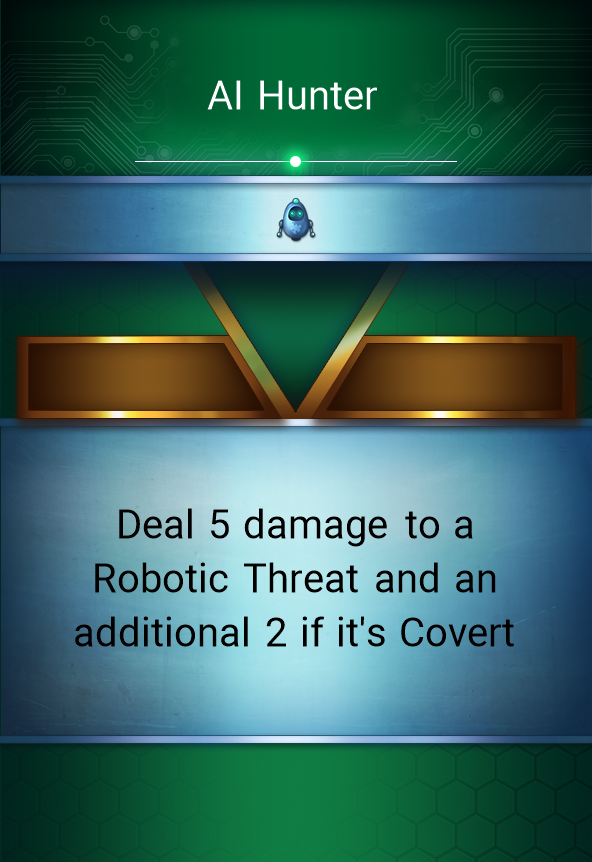 AI Hunter
Deal 5 damage to a
Robotic Threat and an
additional 2 if it's Covert